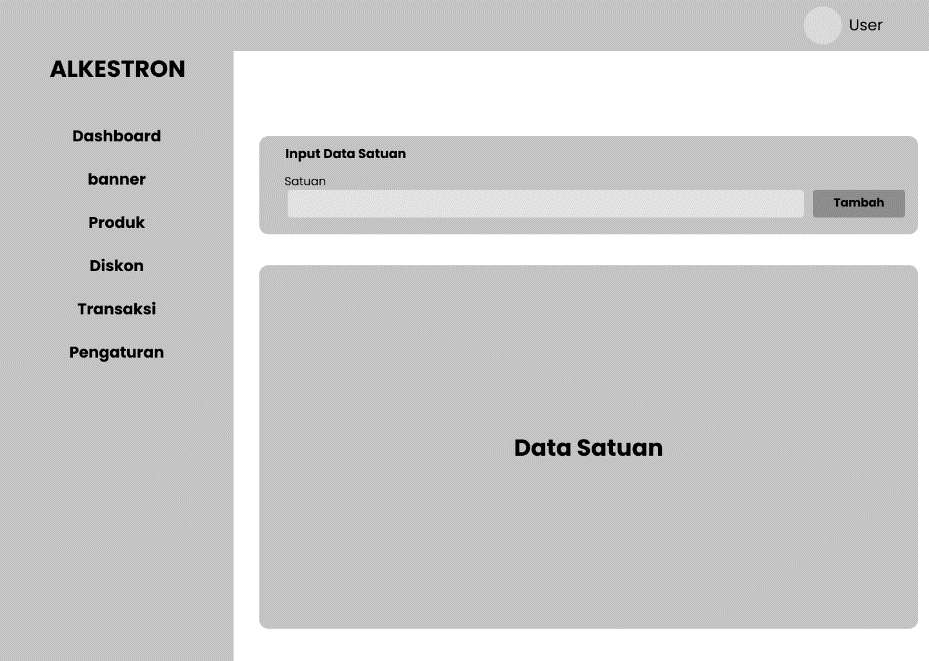 User
ALKESTRON
Dashboard
banner
Produk
Diskon
Transaksi
Pengaturan
Input Data Satuan
Satuan
Tambah
Data Satuan